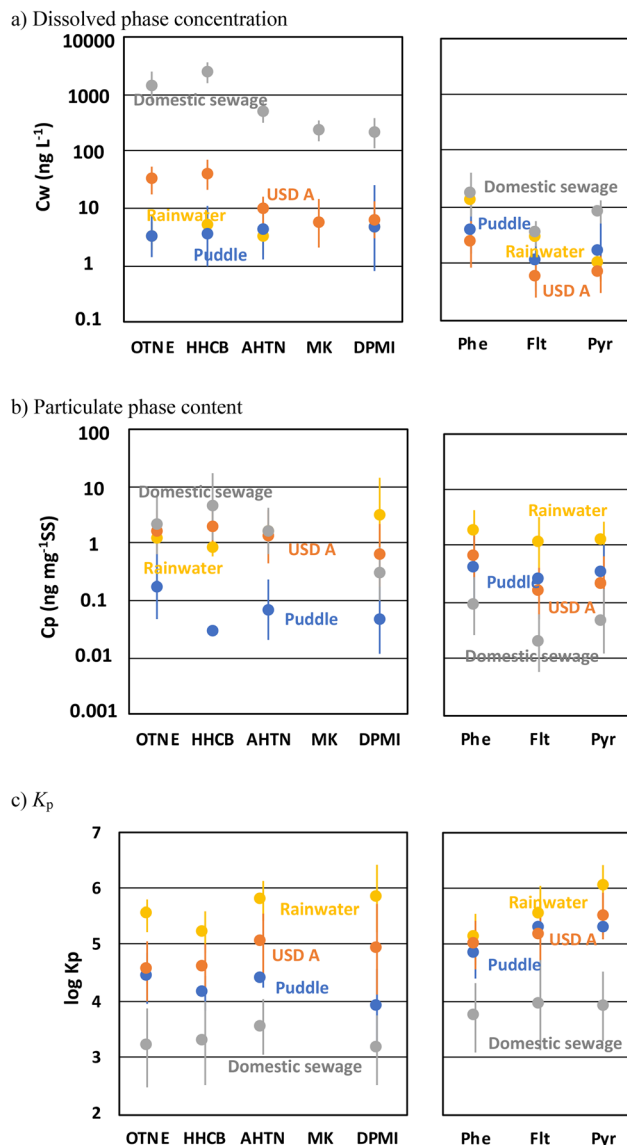 a) Dissolved phase concentration
10000
1000
100
10
1
0.1
Cw (ng L-1)
Domestic sewage
USD A
Rainwater
Puddle
OTNE HHCB AHTN MK DPMI
Domestic sewage
Puddle
Rainwater
USD A
Phe Flt Pyr
b) Particulate phase content
100
10
1
0.1
0.01
0.001
Cp (ng mg-1SS)
Domestic sewage
USD A
Rainwater
Puddle
OTNE HHCB AHTN MK DPMI
Rainwater
Puddle
USD A
Domestic sewage
Phe Flt Pyr
c) Kp
7
6
5
4
3
2
log Kp
Rainwater
USD A
Puddle
Domestic sewage
OTNE HHCB AHTN MK DPMI
Rainwater
USD A
Puddle
Domestic sewage
Phe Flt Pyr